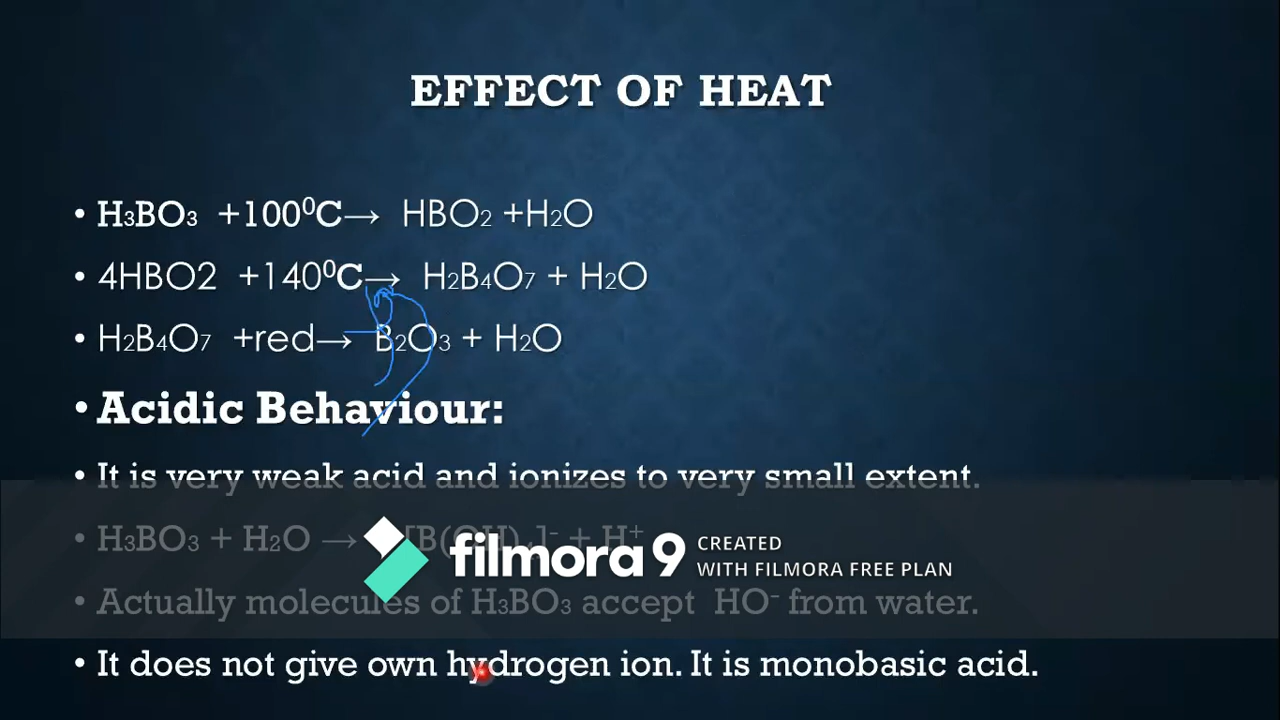 EFFECT OF HEAT
• H₃BO₃ +100⁰C→ HBO₂ +H₂O
• 4HBO2 +140⁰C→ H₂B₄O₇ + H₂O
• H₂B₄O₇ +red→ B₂O₃ + H₂O
• Acidic Behaviour:
• It is very weak acid and ionizes to very small extent.
• H₃BO₃ + H₂O → [B(OH)₄]⁻ + H⁺
filmora 9 CREATED
WITH FILMORA FREE PLAN
• Actually molecules of H₃BO₃ accept HO⁻ from water.
• It does not give own hydrogen ion. It is monobasic acid.